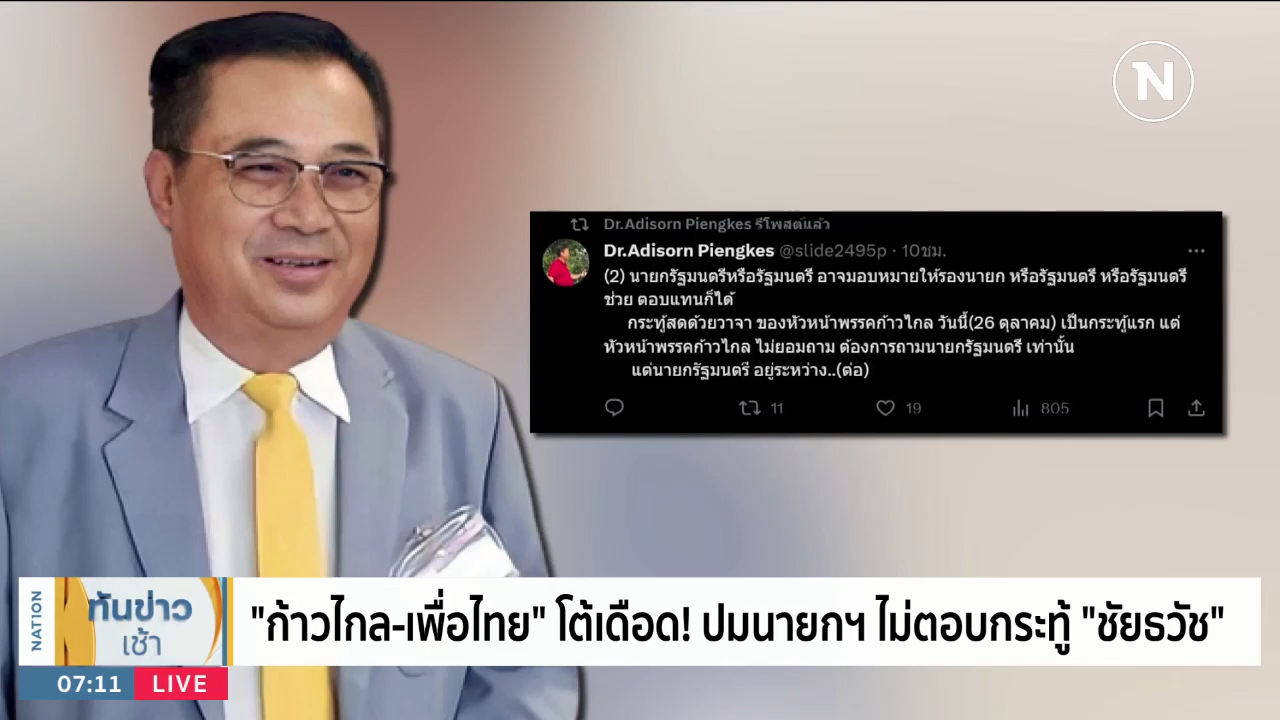 N
Dr.Adisorn Piengkes รีโพสต์แล้ว
Dr.Adisorn Piengkes @slide2495p · 10ชม.
(2) นายกรัฐมนตรีหรือรัฐมนตรี อาจมอบหมายให้รองนายก หรือรัฐมนตรี หรือรัฐมนตรี
ช่วย ตอบแทนก็ได้
กระทู้สดด้วยวาจา ของหัวหน้าพรรคก้าวไกล วันนี้(26 ตุลาคม) เป็นกระทู้แรก แต่
หัวหน้าพรรคก้าวไกล ไม่ยอมถาม ต้องการถามนายกรัฐมนตรี เท่านั้น
แต่นายกรัฐมนตรี อยู่ระหว่าง..(ต่อ)
11 19 805
NATION
ทันข่าว
เช้า
"ก้าวไกล-เพื่อไทย" โต้เดือด! ปมนายกฯ ไม่ตอบกระทู้ "ชัยธวัช"
07:11 LIVE